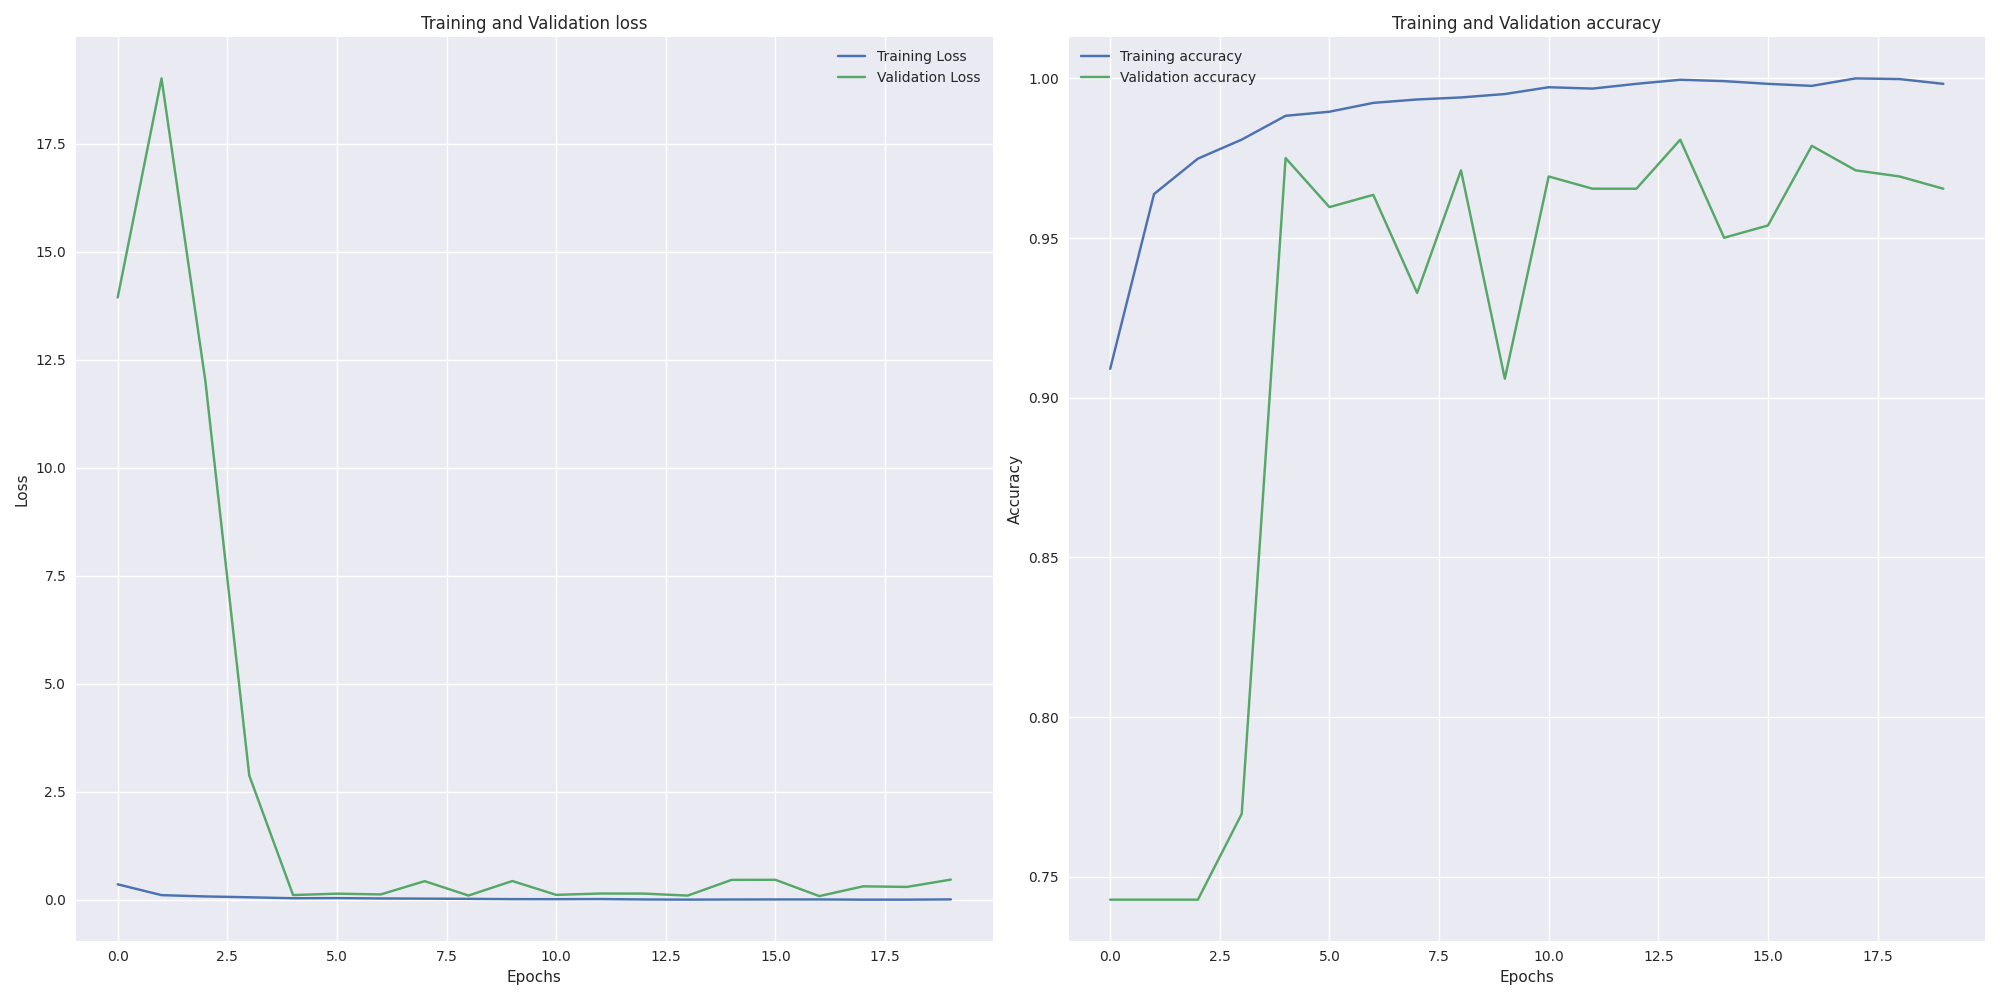 Training and Validation loss
Training Loss
Validation Loss
17.5
15.0
12.5
10.0
7.5
5.0
2.5
0.0
Loss
0.0 2.5 5.0 7.5 10.0 12.5 15.0 17.5
Epochs
Training and Validation accuracy
Training accuracy
Validation accuracy
1.00
0.95
0.90
0.85
0.80
0.75
Accuracy
0.0 2.5 5.0 7.5 10.0 12.5 15.0 17.5
Epochs